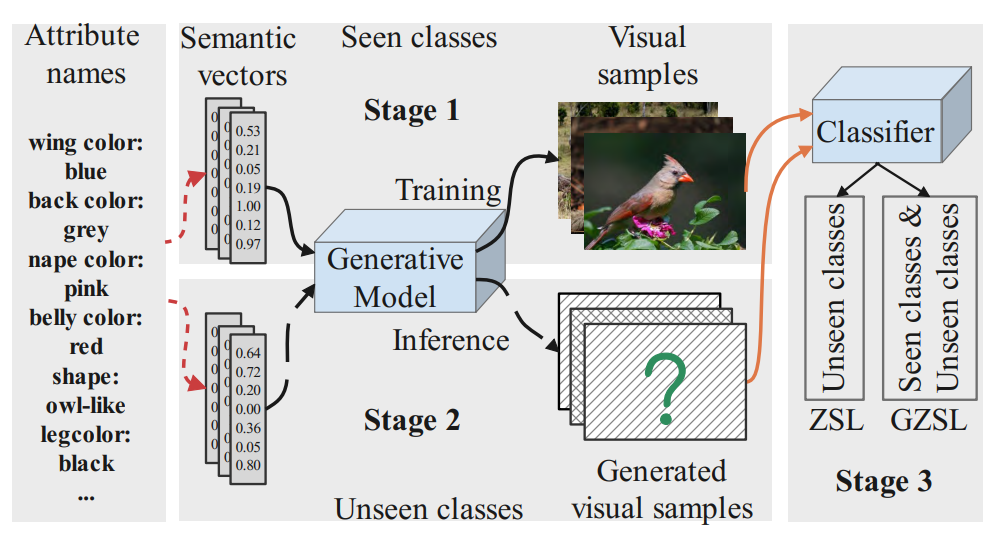 Attribute
names
wing color:
blue
back color:
grey
nape color:
pink
belly color:
red
shape:
owl-like
legcolor:
black
...
Semantic
vectors
Seen classes
Stage 1
Visual
samples
0.53
0.21
0.05
0.19
1.00
0.12
0.97
Training
Generative
Model
Inference
0.64
0.72
0.20
0.00
0.36
0.05
0.80
Stage 2
Unseen classes
?
Generated
visual samples
Classifier
Unseen classes
Seen classes &
Unseen classes
ZSL
GZSL
Stage 3